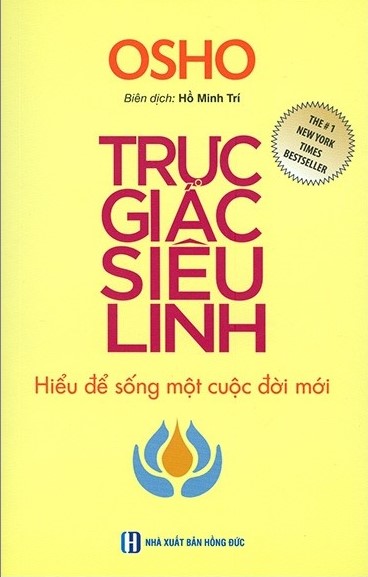 OSHO
Biên dịch: Hồ Minh Trí
THE # 1
NEW YORK
TIMES
BESTSELLER
TRỰC
GIÁC
SIÊU
LINH
Hiểu để sống một cuộc đời mới
H NHÀ XUẤT BẢN HỒNG ĐỨC